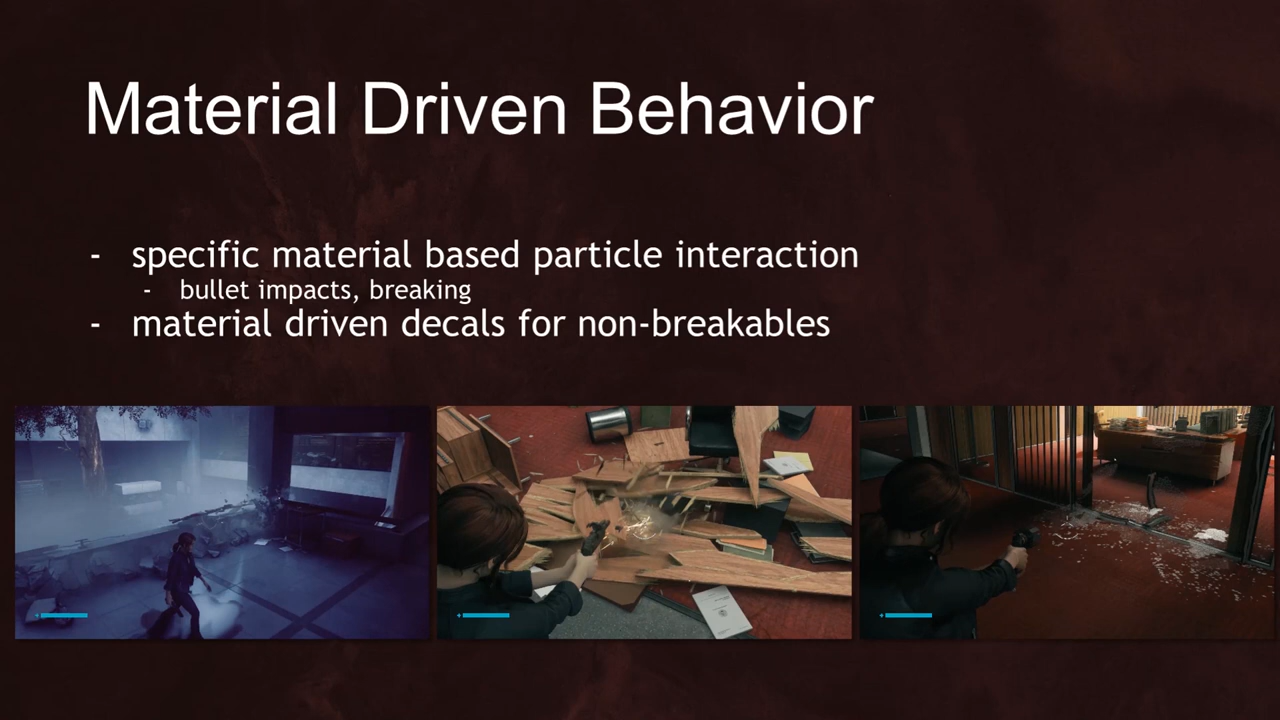 Material Driven Behavior
- specific material based particle interaction
- bullet impacts, breaking
- material driven decals for non-breakables